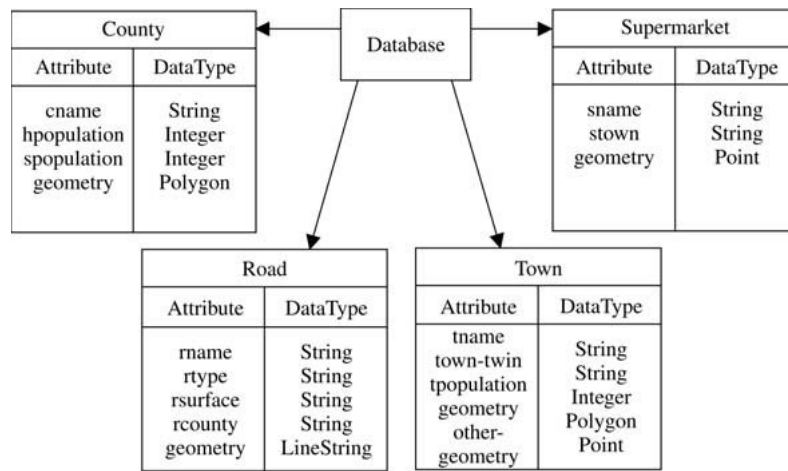 County
Attribute DataType
cname String
hpopulation Integer
spopulation Integer
geometry Polygon
Database
Supermarket
Attribute DataType
sname String
stown String
geometry Point
Road
Attribute DataType
rname String
rtype String
rsurface String
rcounty String
geometry LineString
Town
Attribute DataType
tname String
town-twin String
tpopulation Integer
geometry Polygon
other- Point
geometry